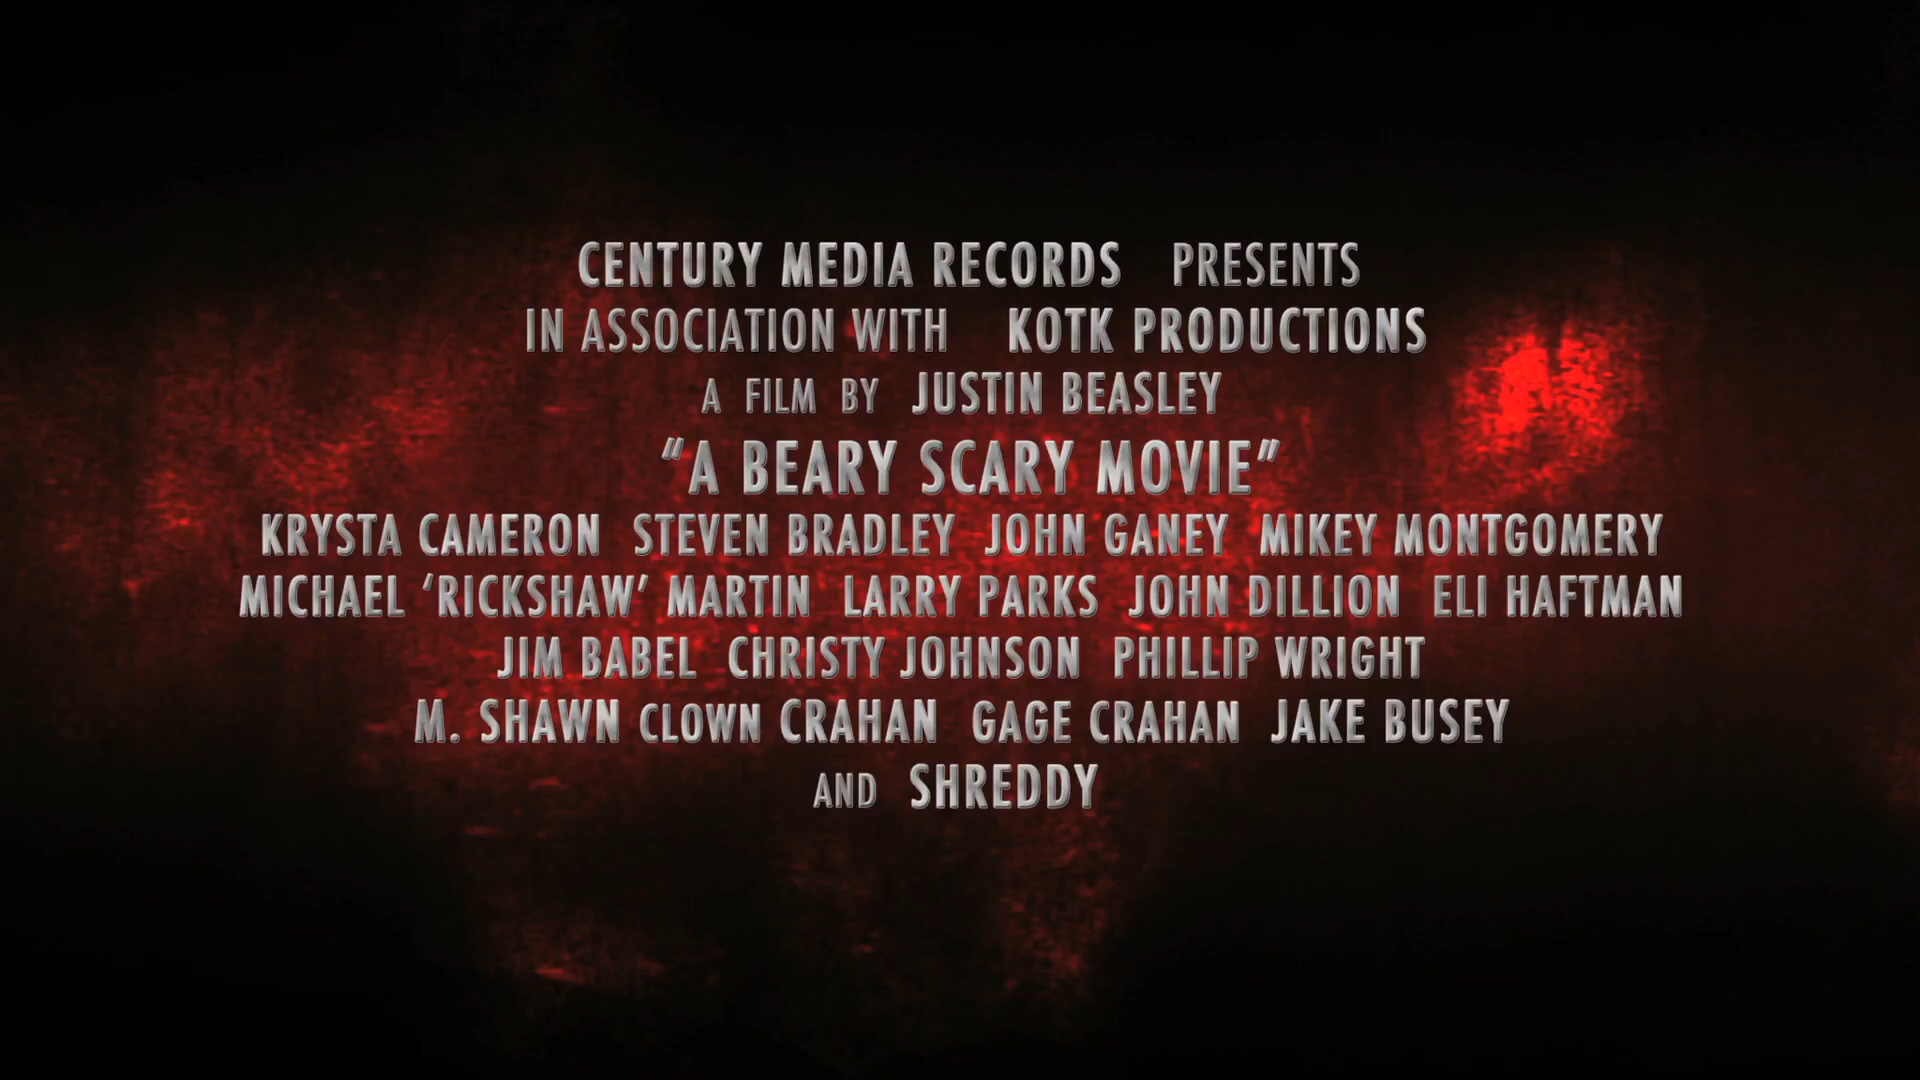 CENTURY MEDIA RECORDS PRESENTS
IN ASSOCIATION WITH KOTK PRODUCTIONS
A FILM BY JUSTIN BEASLEY
“A BEARY SCARY MOVIE”
KRYSTA CAMERON STEVEN BRADLEY JOHN GANEY MIKEY MONTGOMERY
MICHAEL ‘RICKSHAW’ MARTIN LARRY PARKS JOHN DILLION ELI HAFTMAN
JIM BABEL CHRISTY JOHNSON PHILLIP WRIGHT
M. SHAWN CLOWN CRAHAN GAGE CRAHAN JAKE BUSEY
AND SHREDDY